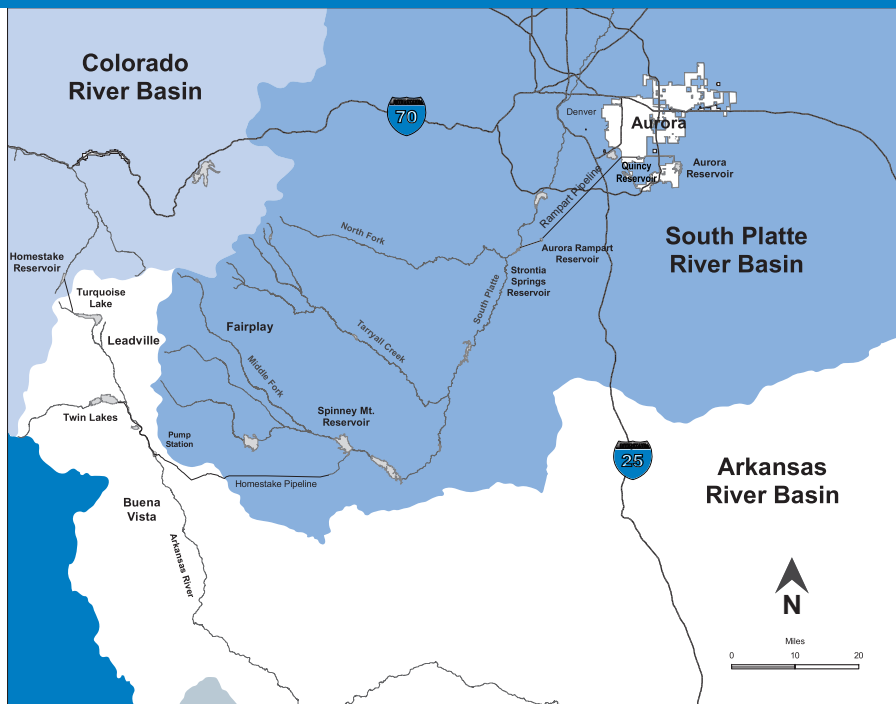 Colorado
River Basin
70
Denver
Aurora
Quincy
Reservoir
Aurora
Reservoir
Rampart Pipeline
North Fork
Aurora Rampart
Reservoir
South Platte
River Basin
Homestake
Reservoir
Strontia
Springs
Reservoir
South Platte
Turquoise
Lake
Leadville
Fairplay
Tarryall Creek
Middle Fork
Twin Lakes
Spinney Mt.
Reservoir
Pump
Station
25
Homestake Pipeline
Arkansas
River Basin
Buena
Vista
Arkansas River
N
Miles
0 10 20